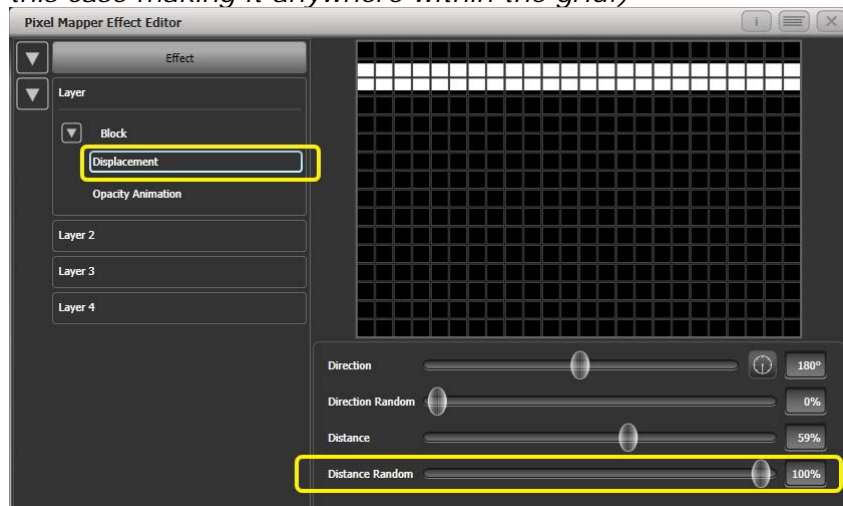 this case making it anywhere within the grid.)
Pixel Mapper Effect Editor
i
Effect
Layer
Block
Displacement
Opacity Animation
Layer 2
Layer 3
Layer 4
Direction 180°
Direction Random 0%
Distance 59%
Distance Random 100%